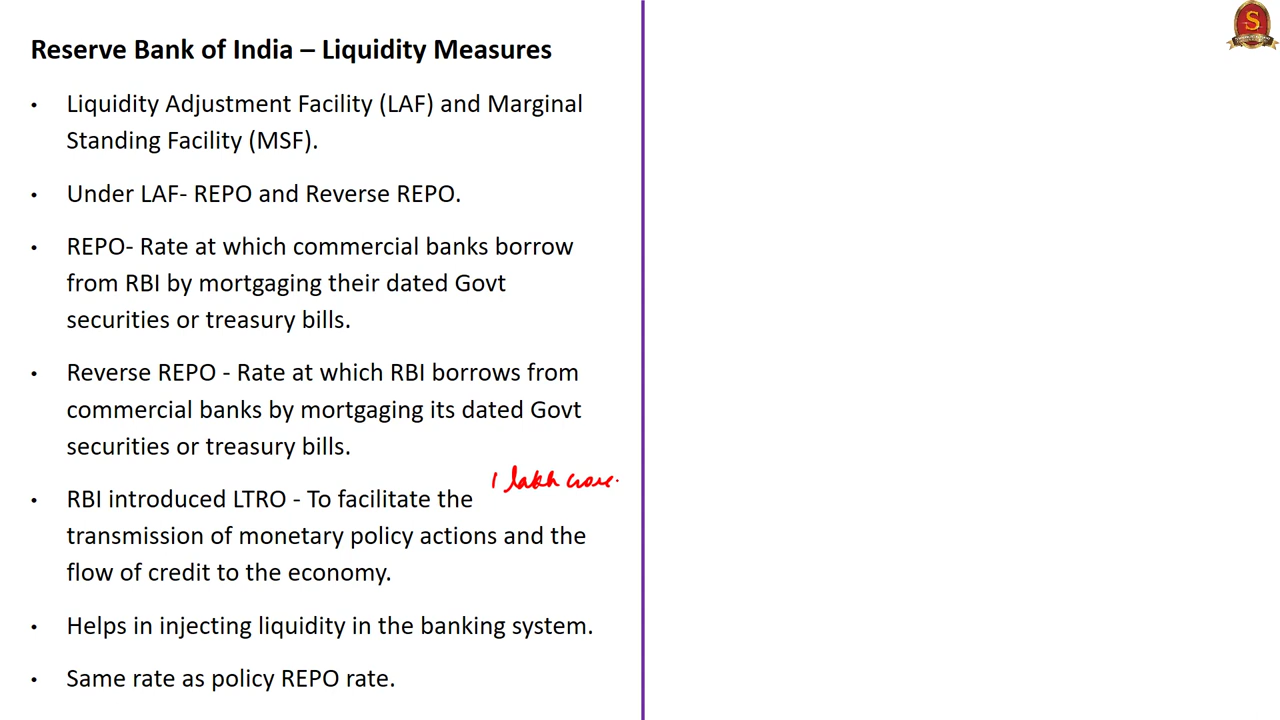 Reserve Bank of India – Liquidity Measures
• Liquidity Adjustment Facility (LAF) and Marginal
Standing Facility (MSF).
• Under LAF- REPO and Reverse REPO.
• REPO- Rate at which commercial banks borrow
from RBI by mortgaging their dated Govt
securities or treasury bills.
• Reverse REPO - Rate at which RBI borrows from
commercial banks by mortgaging its dated Govt
securities or treasury bills.
1 lakh crore.
• RBI introduced LTRO - To facilitate the
transmission of monetary policy actions and the
flow of credit to the economy.
• Helps in injecting liquidity in the banking system.
• Same rate as policy REPO rate.
S